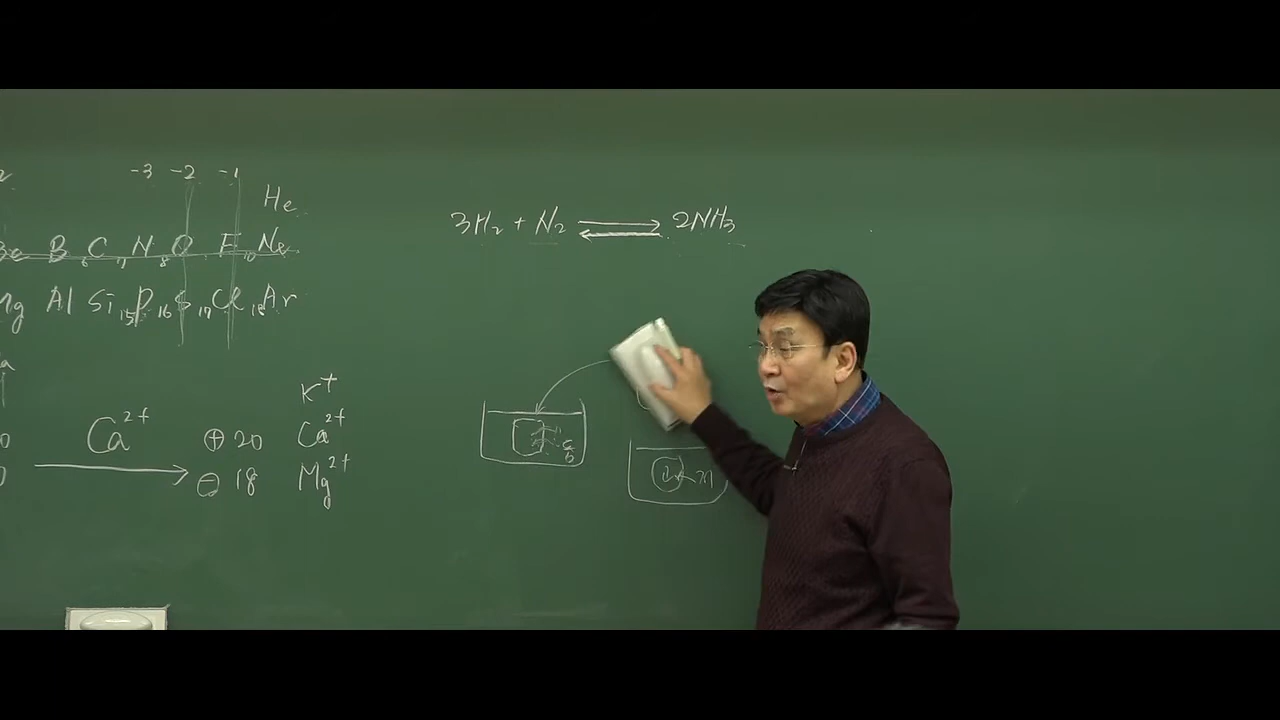 -3 -2 -1
He
B C N O F Ne
6 7 8 10
Mg Al Si P S Cl Ar
15 16 17 18
K⁺
Ca²⁺ ⊕ 20 Ca²⁺
⊖ 18 Mg²⁺
3H₂ + N₂ ⇌ 2NH₃